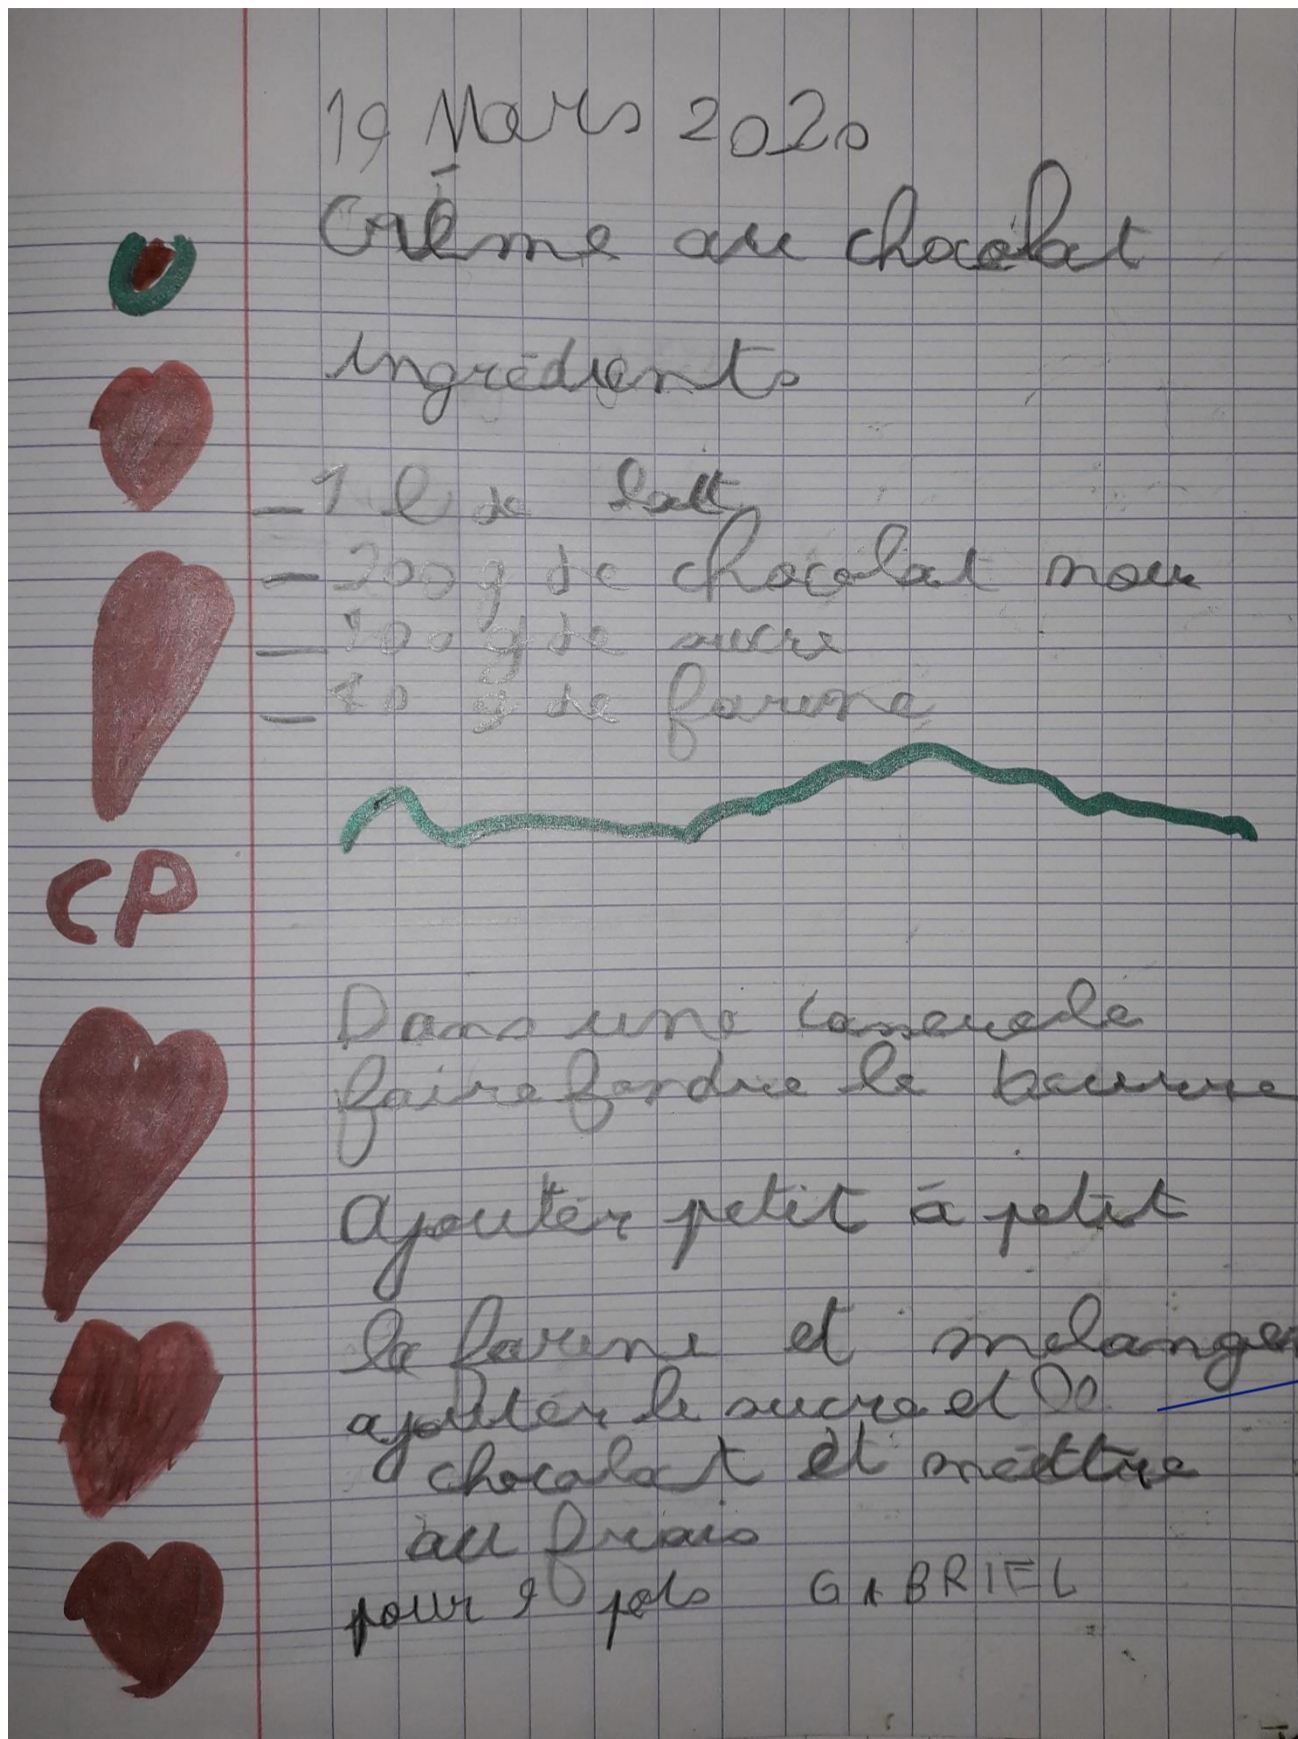 19 Mars 2020
Crème au chocolat
ingrédients
- 1 l de lait
- 200 g de chocolat noir
- 100 g de sucre
- 10 g de farine
CP
Dans une
faire fondre le beurre
Ajouter petit à petit
la farine et mélanger
ajouter le sucre et le
chocolat et mettre
au frais
pour 9 pots GABRIEL